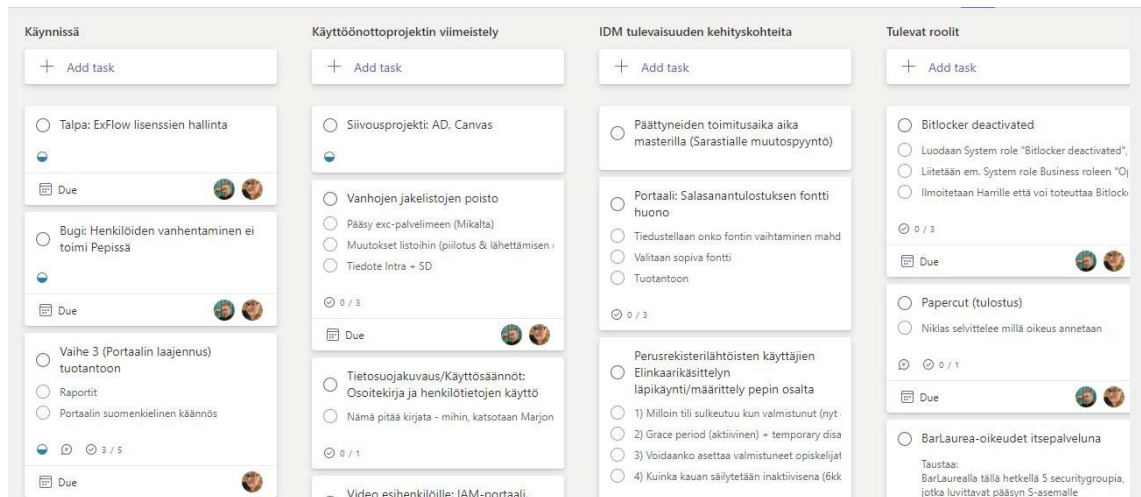 Käynnissä
Add task
Talpa: ExFlow lisenssien hallinta
Due
Bugi: Henkilöiden vanhentaminen ei
toimi Pepissä
Due
Vaihe 3 (Portaalin laajennus)
tuotantoon
Raportit
Portaalin suomenkielinen käännös
3 / 5
Due
Käyttöönottoprojektin viimeistely
Add task
Siivousprojekti: AD, Canvas
Vanhojen jakelistojen poisto
Pääsy exc-palvelimeen (Mikalta)
Muutokset listoihin (piilotus & lähettämisen
Tiedote Intra + SD
0 / 3
Due
Tietosuojakuvaus/Käyttösäännöt:
Osoitekirja ja henkilötietojen käyttö
Nämä pitää kirjata - mihin, katsotaan Marjon
0 / 1
Video esihenkilöille: IAM-portaali,
IDM tulevaisuuden kehityskohteita
Add task
Päättyneiden toimitusaika aika
masterilla (Sarastialle muutospyyntö)
Portaali: Salasanantulostuksen fontti
huono
Tiedustellaan onko fontin vaihtaminen mahd
Valitaan sopiva fontti
Tuotantoon
0 / 3
Perusrekisterilähtöisten käyttäjien
Elinkaarikäsittelyn
läpikäynti/määrittely pepin osalta
1) Milloin tili sulkeutuu kun valmistunut (nyt
2) Grace period (aktiivinen) + temporary disa
3) Voidaanko asettaa valmistuneet opiskelijat
4) Kuinka kauan säilytetään inaktiivisena (6kk
Tulevat roolit
Add task
Bitlocker deactivated
Luodaan System role "Bitlocker deactivated",
Liitetään em. System role Business roleen "Op
Ilmoitetaan Harrille että voi toteuttaa Bitlock
0 / 3
Due
Papercut (tulostus)
Niklas selvittelee millä oikeus annetaan
0 / 1
Due
BarLaurea-oikeudet itsepalveluna
Taustaa:
BarLaurealla tällä hetkellä 5 securitygroupia,
jotka luvittavat pääsyn S-asemalle